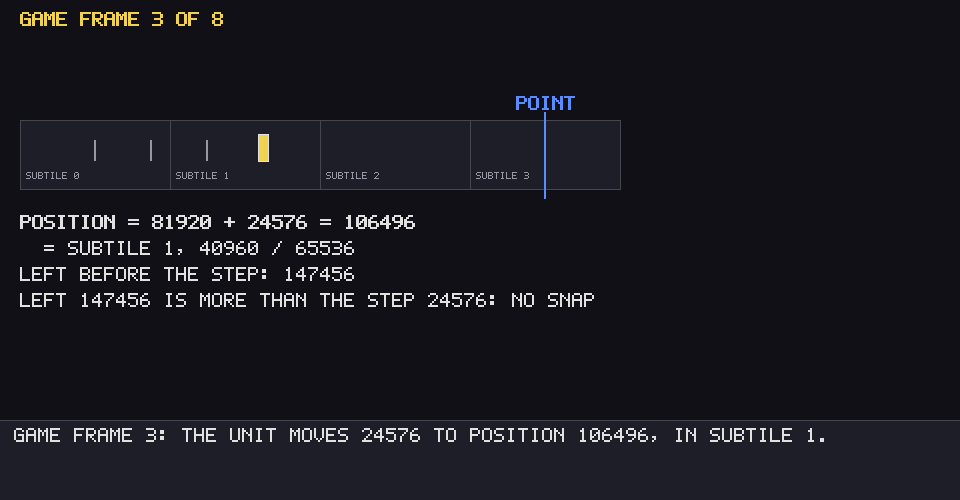 GAME FRAME 3 OF 8
POINT
SUBTILE 0 SUBTILE 1 SUBTILE 2 SUBTILE 3
POSITION = 81920 + 24576 = 106496
= SUBTILE 1, 40960 / 65536
LEFT BEFORE THE STEP: 147456
LEFT 147456 IS MORE THAN THE STEP 24576: NO SNAP
GAME FRAME 3: THE UNIT MOVES 24576 TO POSITION 106496, IN SUBTILE 1.